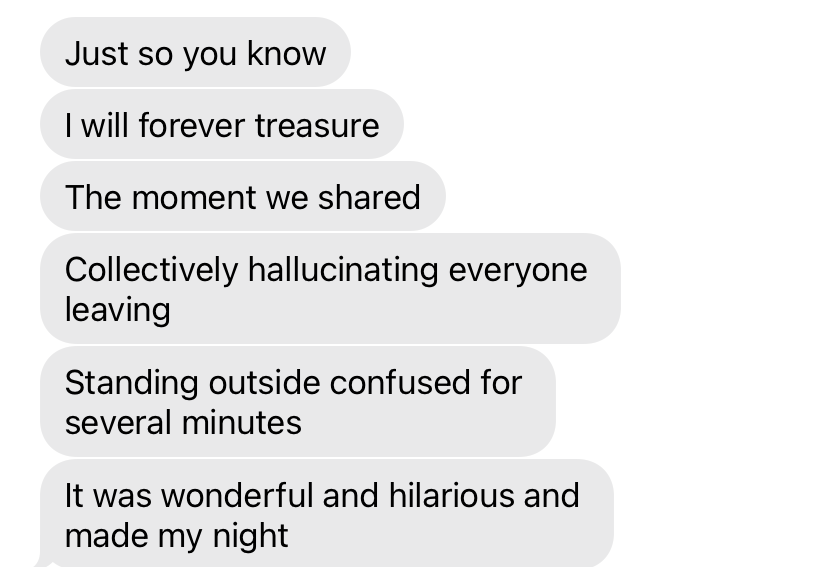 Just so you know
I will forever treasure
The moment we shared
Collectively hallucinating everyone
leaving
Standing outside confused for
several minutes
It was wonderful and hilarious and
made my night